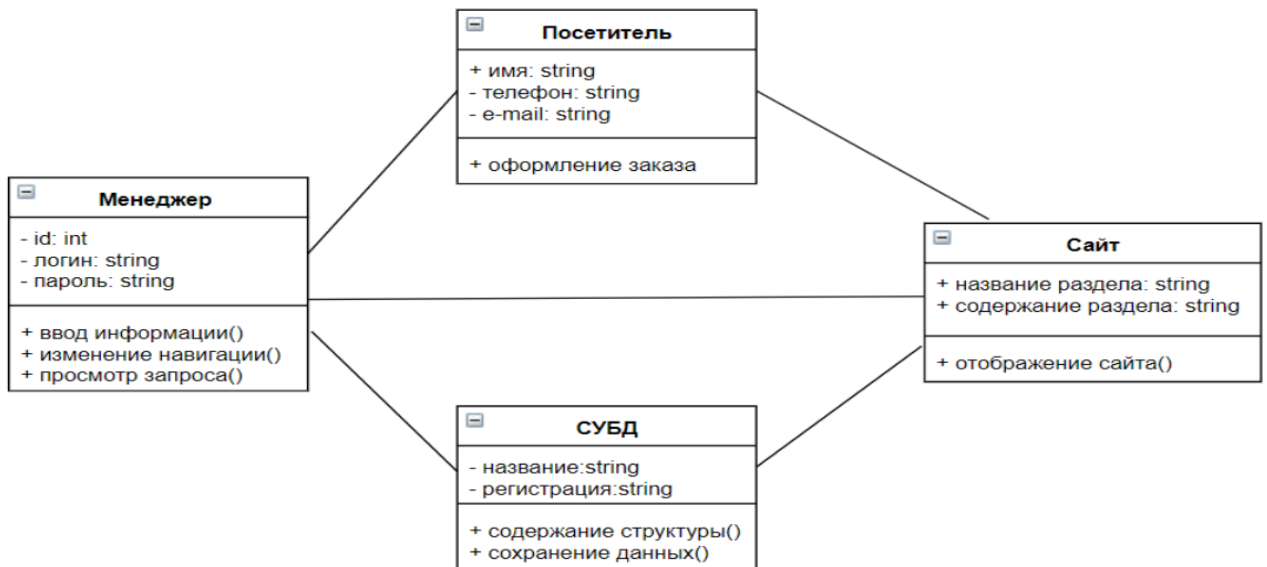 Посетитель
+ имя: string
- телефон: string
- e-mail: string
+ оформление заказа
Менеджер
- id: int
- логин: string
- пароль: string
+ ввод информации()
+ изменение навигации()
+ просмотр запроса()
Сайт
+ название раздела: string
+ содержание раздела: string
+ отображение сайта()
СУБД
- название:string
- регистрация:string
+ содержание структуры()
+ сохранение данных()